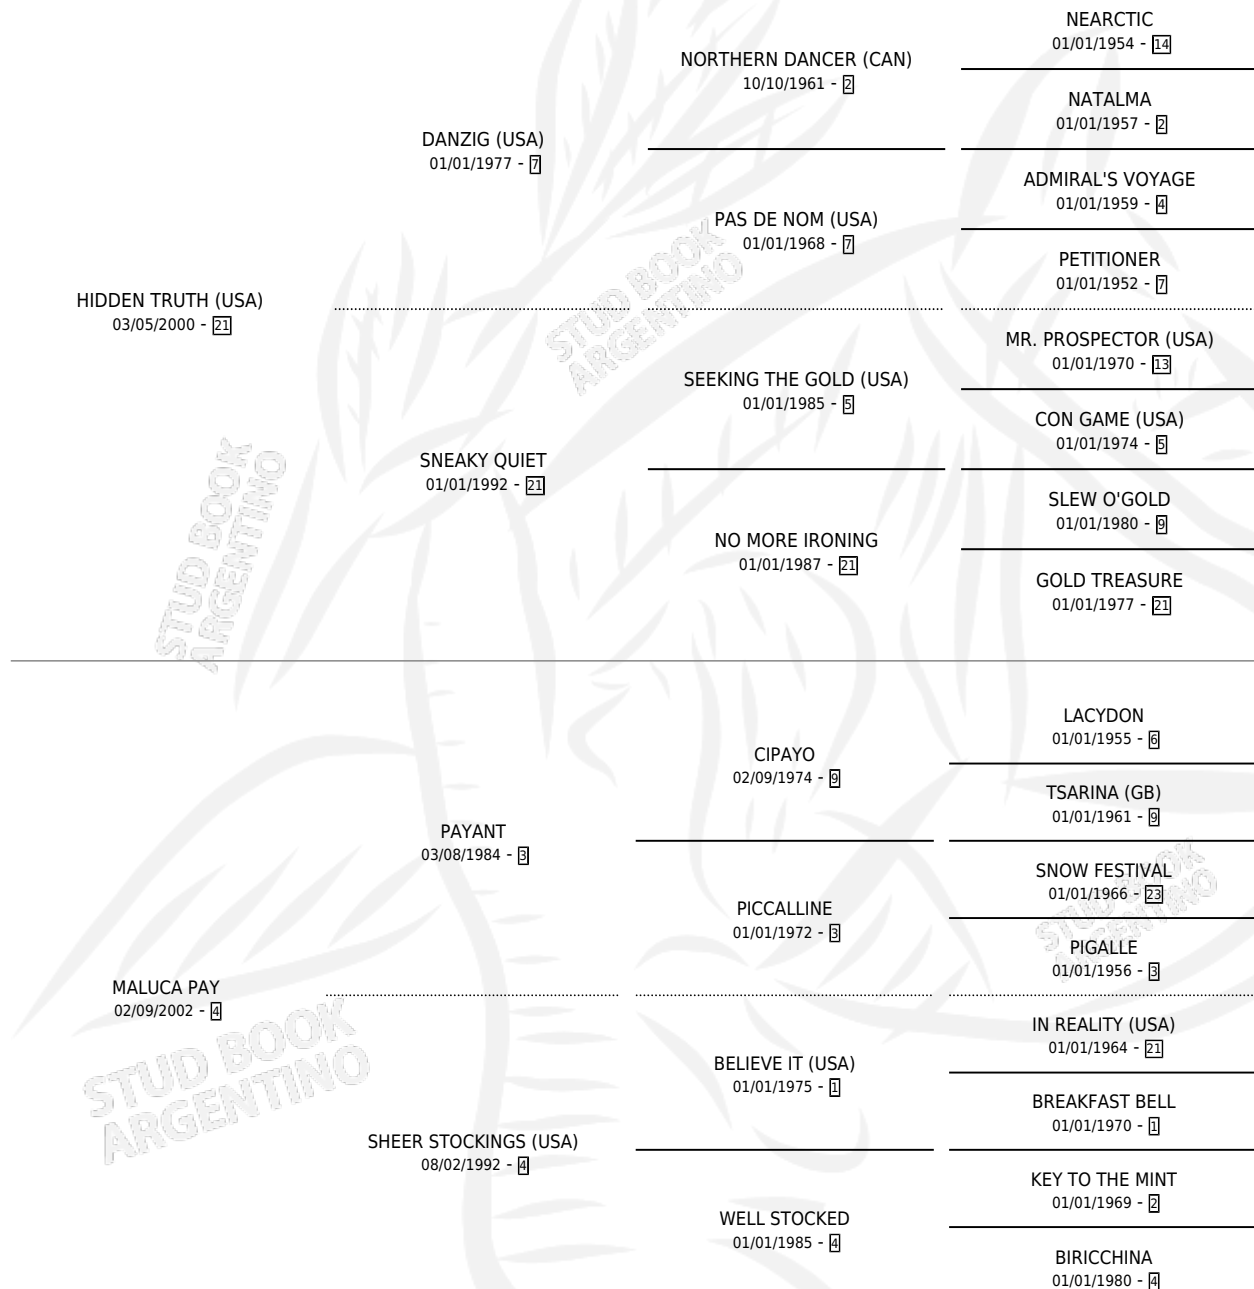 NEARCTIC
01/01/1954 - 14
NORTHERN DANCER (CAN)
10/10/1961 - 2
NATALMA
01/01/1957 - 2
DANZIG (USA)
01/01/1977 - 7
ADMIRAL'S VOYAGE
01/01/1959 - 4
PAS DE NOM (USA)
01/01/1968 - 7
PETITIONER
01/01/1952 - 7
HIDDEN TRUTH (USA)
03/05/2000 - 21
STUD BOOK
ARGENTINO
MR. PROSPECTOR (USA)
01/01/1970 - 13
SEEKING THE GOLD (USA)
01/01/1985 - 5
CON GAME (USA)
01/01/1974 - 5
SNEAKY QUIET
01/01/1992 - 21
SLEW O'GOLD
01/01/1980 - 9
NO MORE IRONING
01/01/1987 - 21
GOLD TREASURE
01/01/1977 - 21
STUD BOOK
ARGENTINO
LACYDON
01/01/1955 - 6
CIPAYO
02/09/1974 - 9
TSARINA (GB)
01/01/1961 - 9
PAYANT
03/08/1984 - 3
SNOW FESTIVAL
01/01/1966 - 23
PICCALLINE
01/01/1972 - 3
STUD BOOK
ARGENTINO
PIGALLE
01/01/1956 - 3
MALUCA PAY
02/09/2002 - 4
STUD BOOK
ARGENTINO
IN REALITY (USA)
01/01/1964 - 21
BELIEVE IT (USA)
01/01/1975 - 1
BREAKFAST BELL
01/01/1970 - 1
SHEER STOCKINGS (USA)
08/02/1992 - 4
KEY TO THE MINT
01/01/1969 - 2
WELL STOCKED
01/01/1985 - 4
BIRICCHINA
01/01/1980 - 4